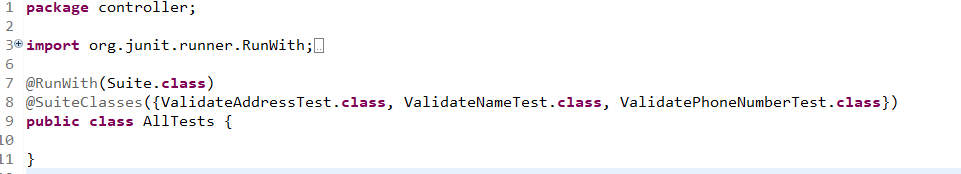 1 package controller;
2
3 import org.junit.runner.RunWith;
6
7 @RunWith(Suite.class)
8 @SuiteClasses({ValidateAddressTest.class, ValidateNameTest.class, ValidatePhoneNumberTest.class})
9 public class AllTests {
10
11 }